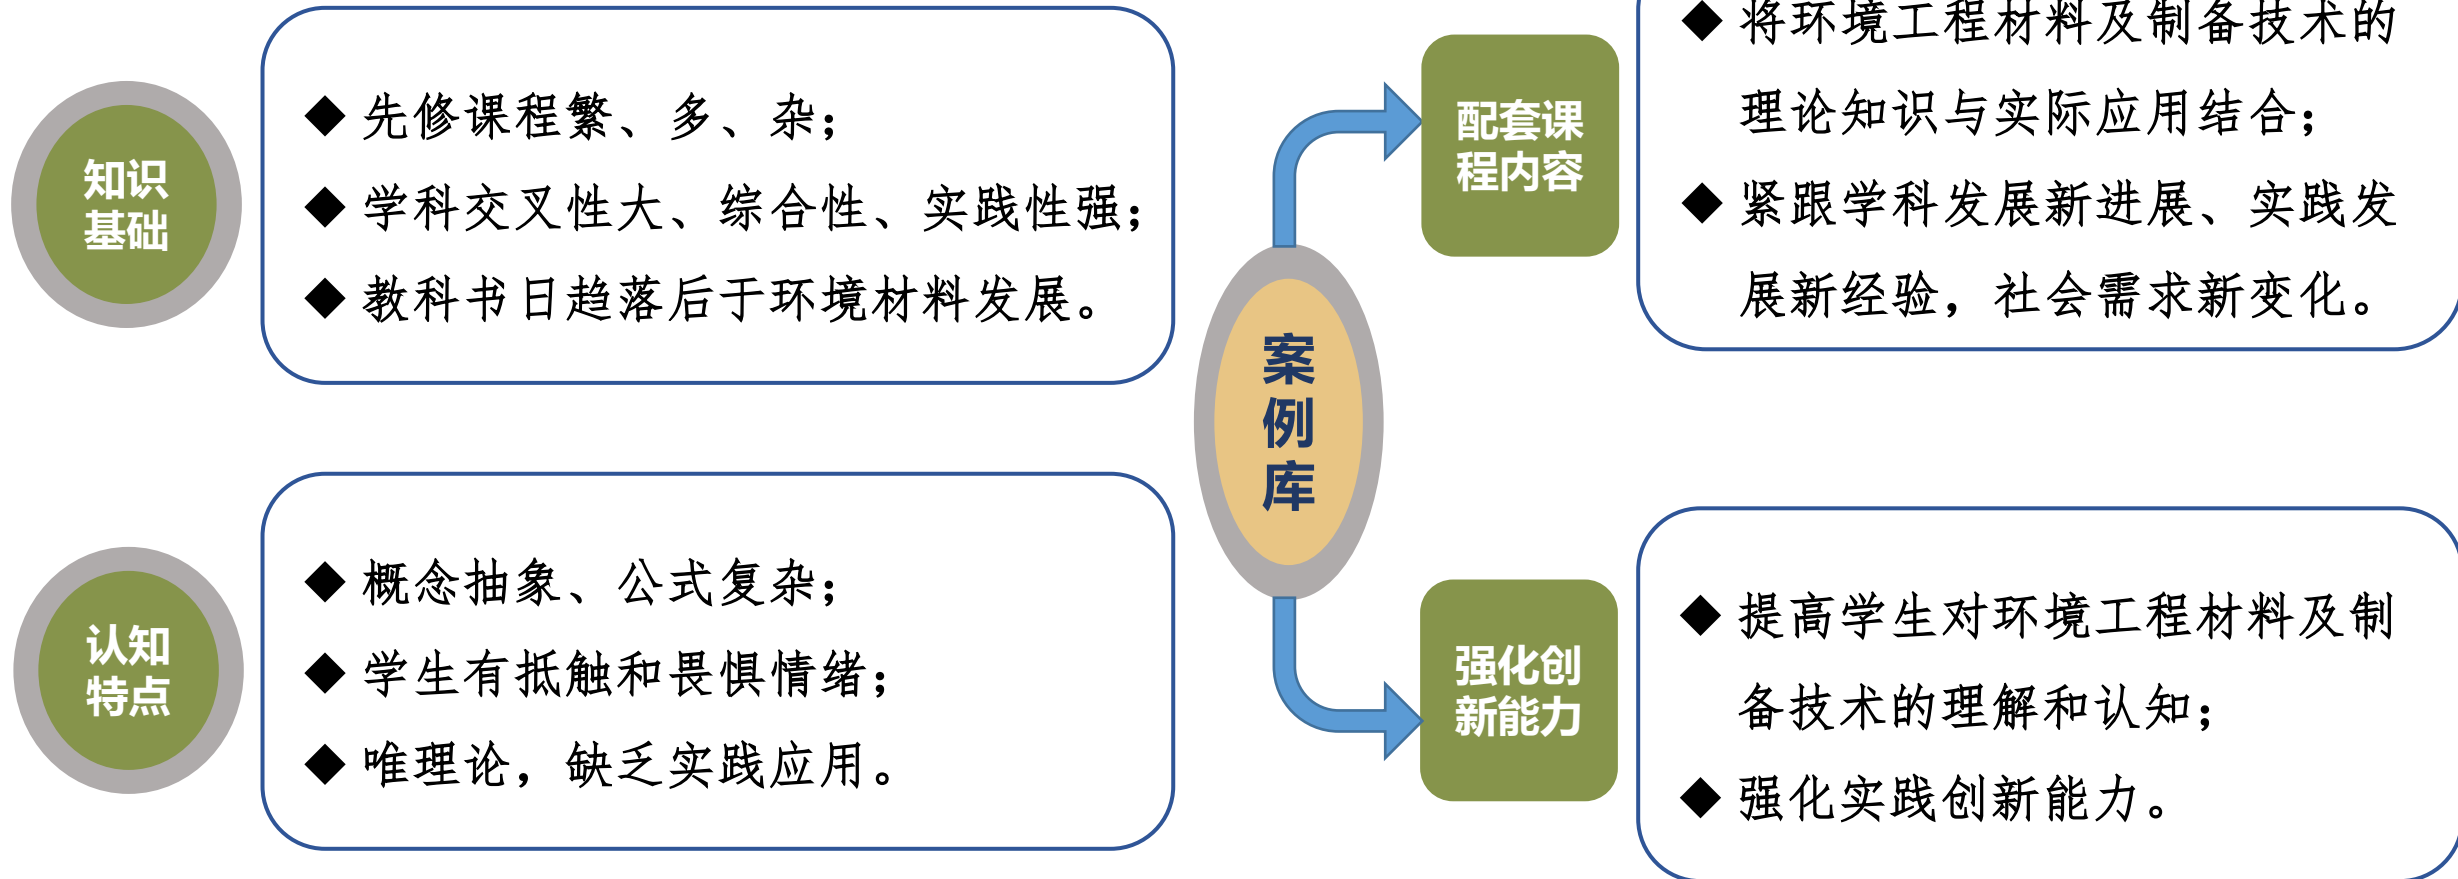 知识
基础
先修课程繁、多、杂；
学科交叉性大、综合性、实践性强；
教科书日趋落后于环境材料发展。
认知
特点
概念抽象、公式复杂；
学生有抵触和畏惧情绪；
唯理论，缺乏实践应用。
案
例
库
配套课
程内容
将环境工程材料及制备技术的
理论知识与实际应用结合；
紧跟学科发展新进展、实践发
展新经验，社会需求新变化。
强化创
新能力
提高学生对环境工程材料及制
备技术的理解和认知；
强化实践创新能力。